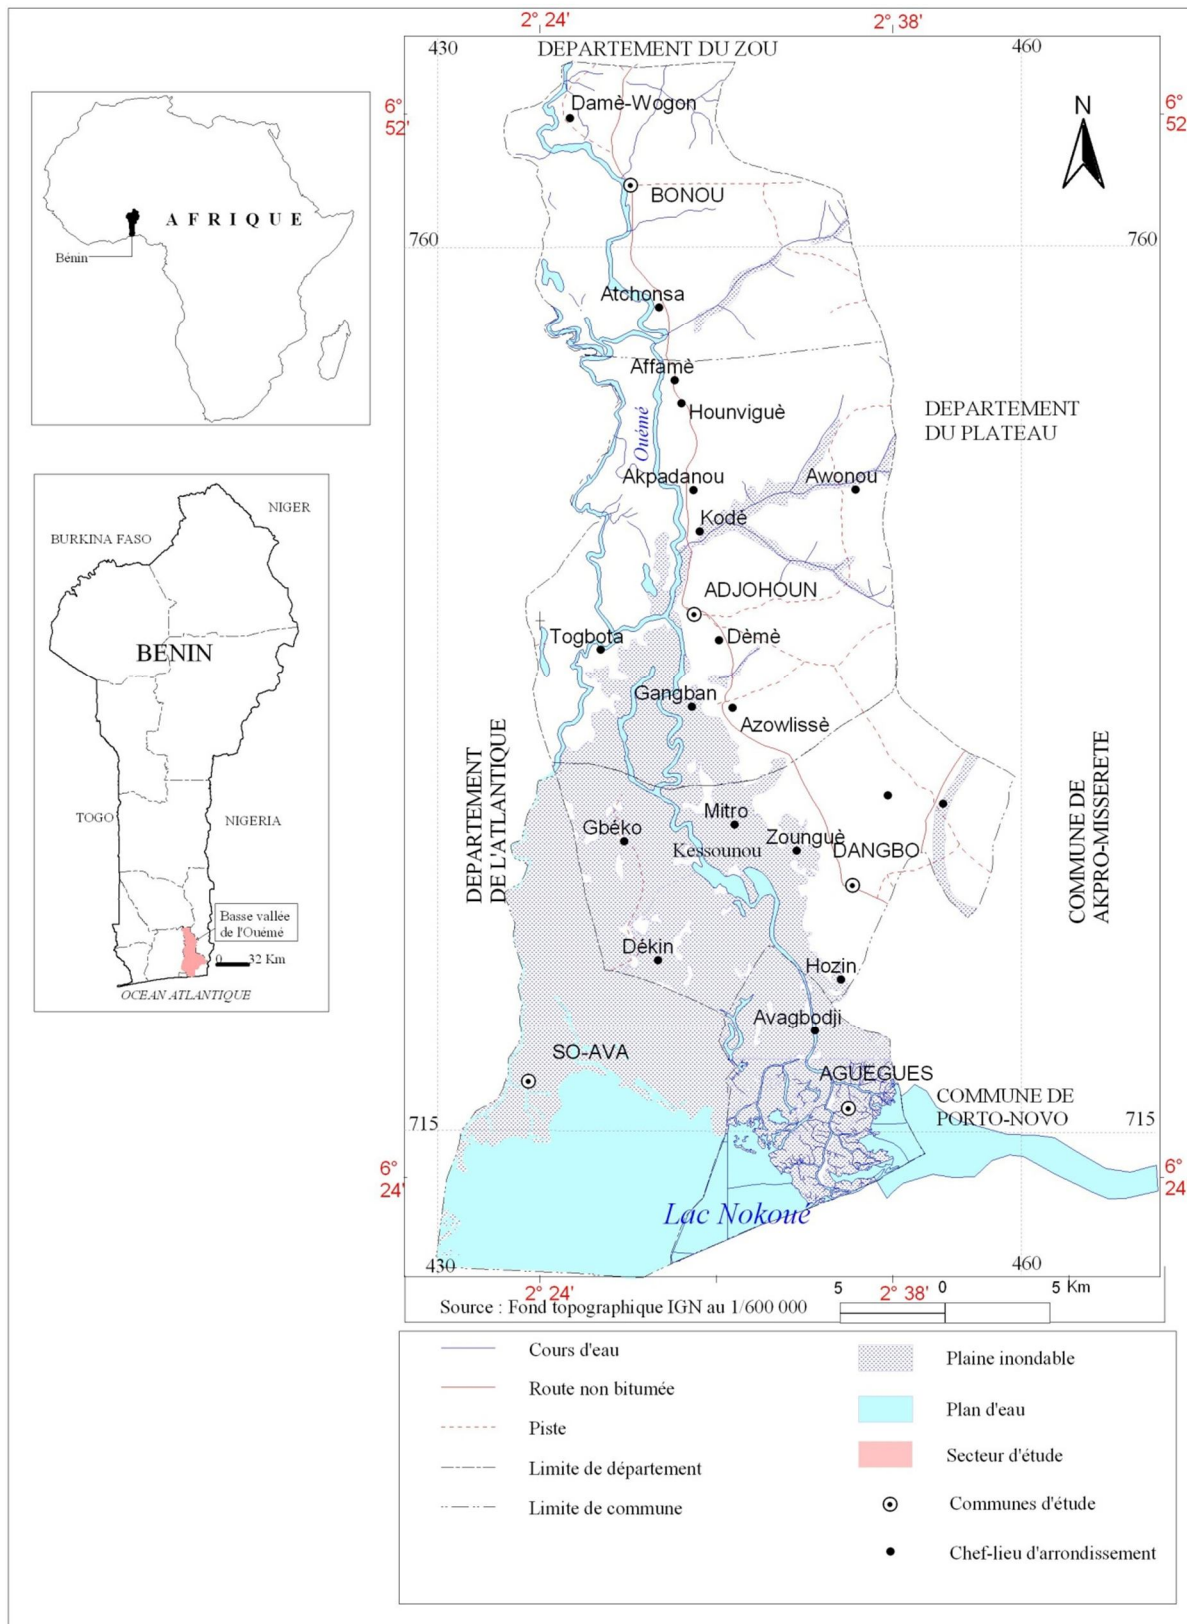 2° 24'
2° 38'
430
DEPARTEMENT DU ZOU
460
6°
52'
6°
52'
Damè-Wogon
N
BONOU
760
760
Atchonsa
Affamè
Hounviguè
Ouémé
DEPARTEMENT
DU PLATEAU
Akpadanou
Awonou
Kodè
ADJOHOUN
Togbota
Dèmè
Gangban
Azowlissè
DEPARTEMENT
DE L'ATLANTIQUE
COMMUNE DE
AKPRO-MISSERETE
Mitro
Gbéko
Zounguè
Kessounou
DANGBO
Dékin
Hozin
Avagbodji
SO-AVA
AGUEGUES
COMMUNE DE
PORTO-NOVO
715
715
6°
24'
6°
24'
Lac Nokoué
430
460
2° 24'
2° 38'
5 0 5 Km
Source : Fond topographique IGN au 1/600 000
AFRIQUE
Bénin
NIGER
BURKINA FASO
BENIN
TOGO
NIGERIA
Basse vallée
de l'Ouémé
0 32 Km
OCEAN ATLANTIQUE
Cours d'eau
Route non bitumée
Piste
Limite de département
Limite de commune
Plaine inondable
Plan d'eau
Secteur d'étude
Communes d'étude
Chef-lieu d'arrondissement